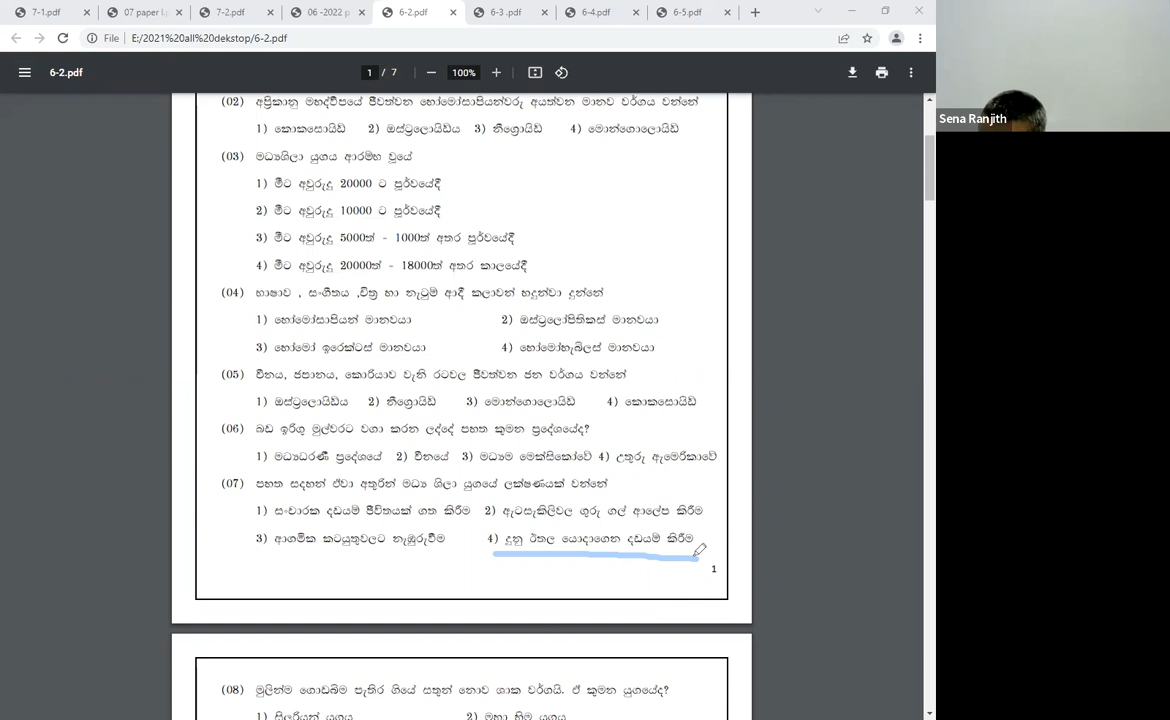 7-1.pdf
07 paper I.p
7-2.pdf
06 -2022 p
6-2.pdf
6-3 .pdf
6-4.pdf
6-5.pdf
File E:/2021%20all%20dekstop/6-2.pdf
6-2.pdf
1 / 7
100%
Sena Ranjith
(02) අප්‍රිකානු මහද්වීපයේ ජීවත්වන හෝමෝසාපියන්වරු අයත්වන මානව වර්ගය වන්නේ
1) කොකසොයිඩ් 2) ඔස්ට්‍රලොයිඩ්ය 3) නීග්‍රොයිඩ් 4) මොන්ගොලොයිඩ්
(03) මධ්‍යශිලා යුගය ආරම්භ වූයේ
1) මීට අවුරුදු 20000 ට පූර්වයේදී
2) මීට අවුරුදු 10000 ට පූර්වයේදී
3) මීට අවුරුදු 5000ත් - 1000ත් අතර පූර්වයේදී
4) මීට අවුරුදු 20000ත් - 18000ත් අතර කාලයේදී
(04) භාෂාව , සංගීතය ,චිත්‍ර හා නැටුම් ආදී කලාවන් හදුන්වා දුන්නේ
1) හෝමෝසාපියන් මානවයා 2) ඔස්ට්‍රලෝපිතිකස් මානවයා
3) හෝමෝ ඉරෙක්ටස් මානවයා 4) හෝමෝහැබිලස් මානවයා
(05) චීනය, ජපානය, කොරියාව වැනි රටවල ජීවත්වන ජන වර්ගය වන්නේ
1) ඔස්ට්‍රලොයිඩ්ය 2) නීග්‍රොයිඩ් 3) මොන්ගොලොයිඩ් 4) කොකසොයිඩ්
(06) බඩ ඉරිඟු මුල්වරට වගා කරන ලද්දේ පහත කුමන ප්‍රදේශයේද?
1) මධ්‍යධරණී ප්‍රදේශයේ 2) චීනයේ 3) මධ්‍යම මෙක්සිකෝවේ 4) උතුරු ඇමෙරිකාවේ
(07) පහත සදහන් ඒවා අතුරින් මධ්‍ය ශිලා යුගයේ ලක්ෂණයක් වන්නේ
1) සංචාරක දඩයම් ජීවිතයක් ගත කිරීම 2) ඇටසැකිලිවල ගුරු ගල් ආලේප කිරීම
3) ආගමික කටයුතුවලට නැඹුරුවීම 4) දුනු ඊතල යොදාගෙන දඩයම් කිරීම
1
(08) මුලින්ම ගොඩබිම පැතිර ගියේ සතුන් නොව ශාක වර්ගයි. ඒ කුමන යුගයේද?
1) සිලූරියන් යුගය 2) මහා හිම යුගය